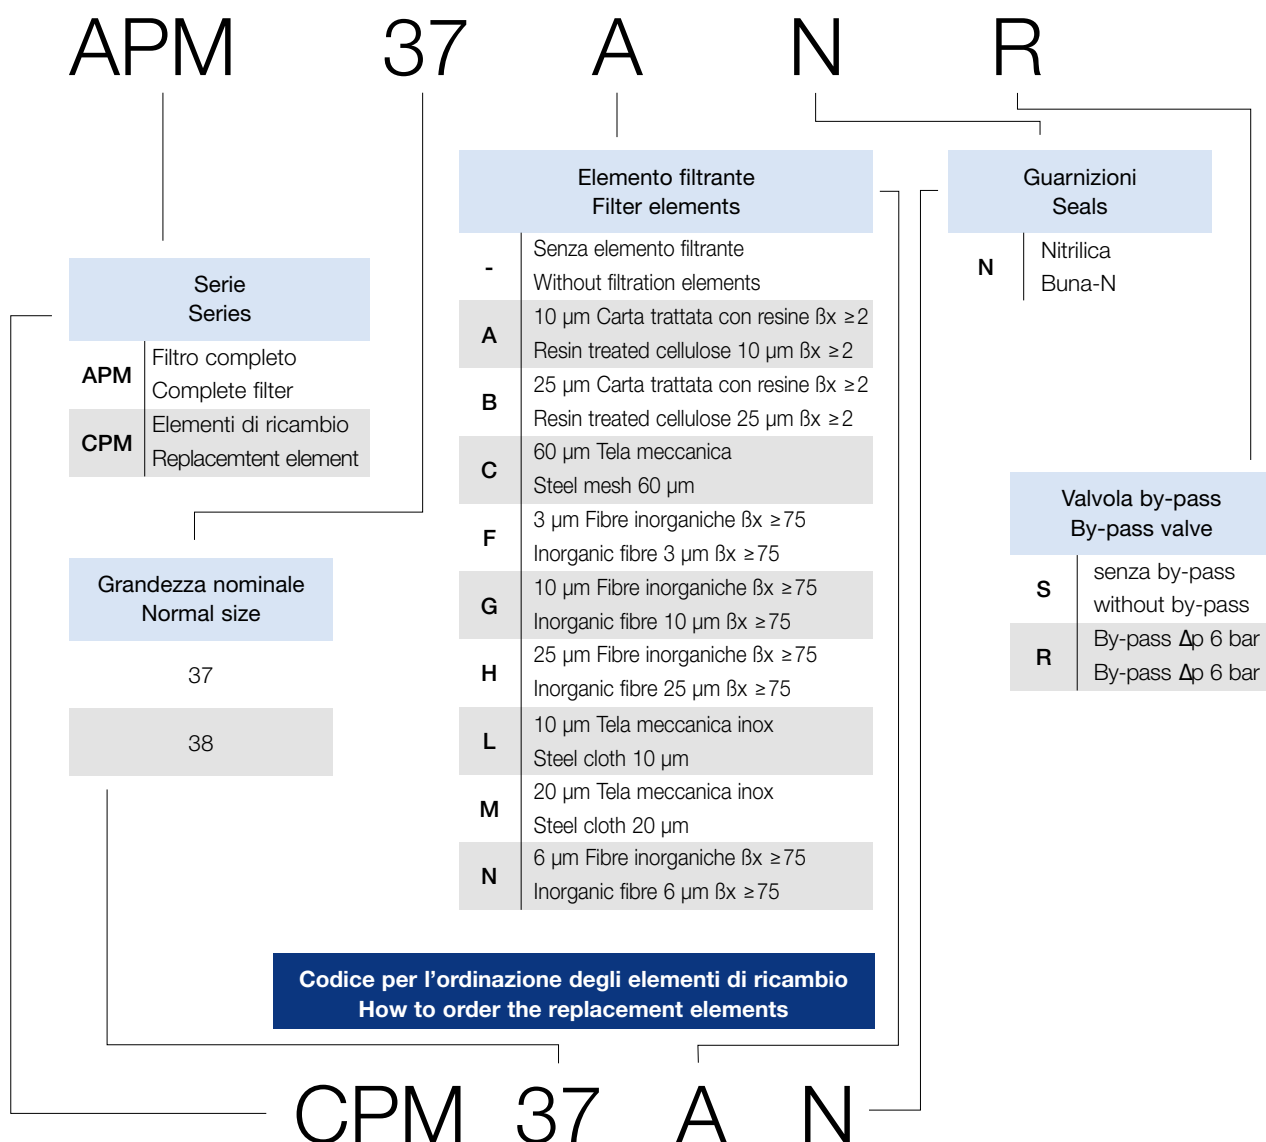 APM 37 A N R
Elemento filtrante
Filter elements
- Senza elemento filtrante
Without filtration elements
A 10 µm Carta trattata con resine ßx ≥2
Resin treated cellulose 10 µm ßx ≥2
B 25 µm Carta trattata con resine ßx ≥2
Resin treated cellulose 25 µm ßx ≥2
C 60 µm Tela meccanica
Steel mesh 60 µm
F 3 µm Fibre inorganiche ßx ≥75
Inorganic fibre 3 µm ßx ≥75
G 10 µm Fibre inorganiche ßx ≥75
Inorganic fibre 10 µm ßx ≥75
H 25 µm Fibre inorganiche ßx ≥75
Inorganic fibre 25 µm ßx ≥75
L 10 µm Tela meccanica inox
Steel cloth 10 µm
M 20 µm Tela meccanica inox
Steel cloth 20 µm
N 6 µm Fibre inorganiche ßx ≥75
Inorganic fibre 6 µm ßx ≥75
Guarnizioni
Seals
N Nitrilica
Buna-N
Serie
Series
APM Filtro completo
Complete filter
CPM Elementi di ricambio
Replacemtent element
Valvola by-pass
By-pass valve
S senza by-pass
without by-pass
R By-pass Δp 6 bar
By-pass Δp 6 bar
Grandezza nominale
Normal size
37
38
Codice per l'ordinazione degli elementi di ricambio
How to order the replacement elements
CPM 37 A N